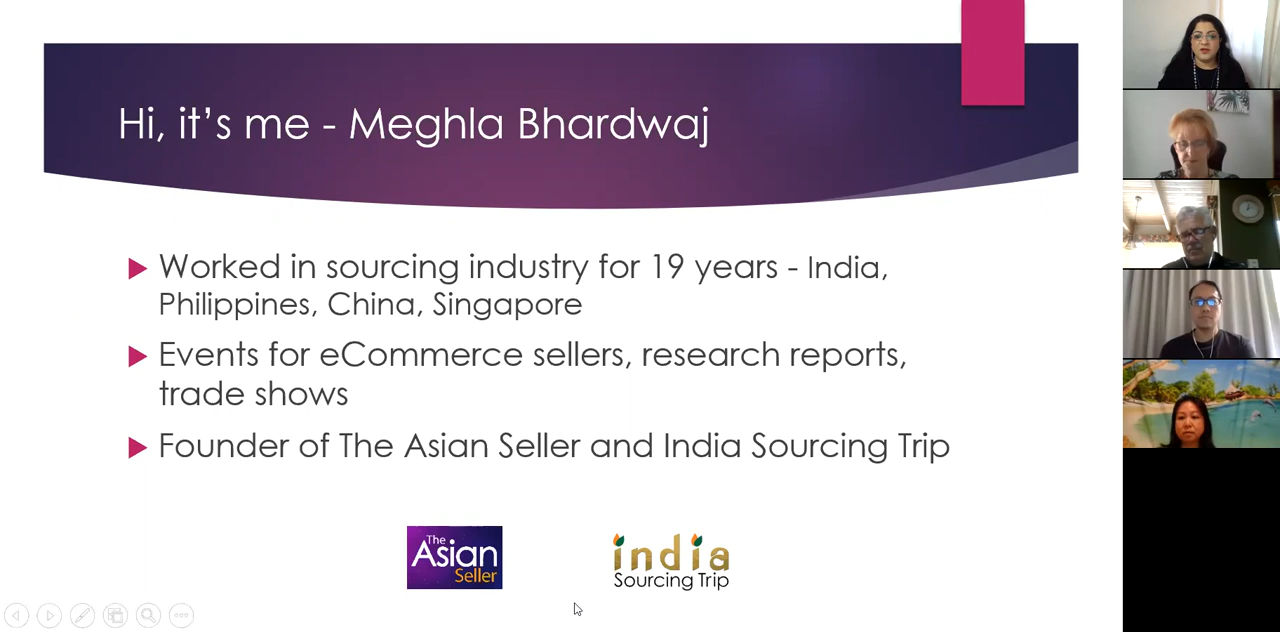 Hi, it's me - Meghla Bhardwaj
Worked in sourcing industry for 19 years - India,
Philippines, China, Singapore
Events for eCommerce sellers, research reports,
trade shows
Founder of The Asian Seller and India Sourcing Trip
The
Asian
Seller
india
Sourcing Trip